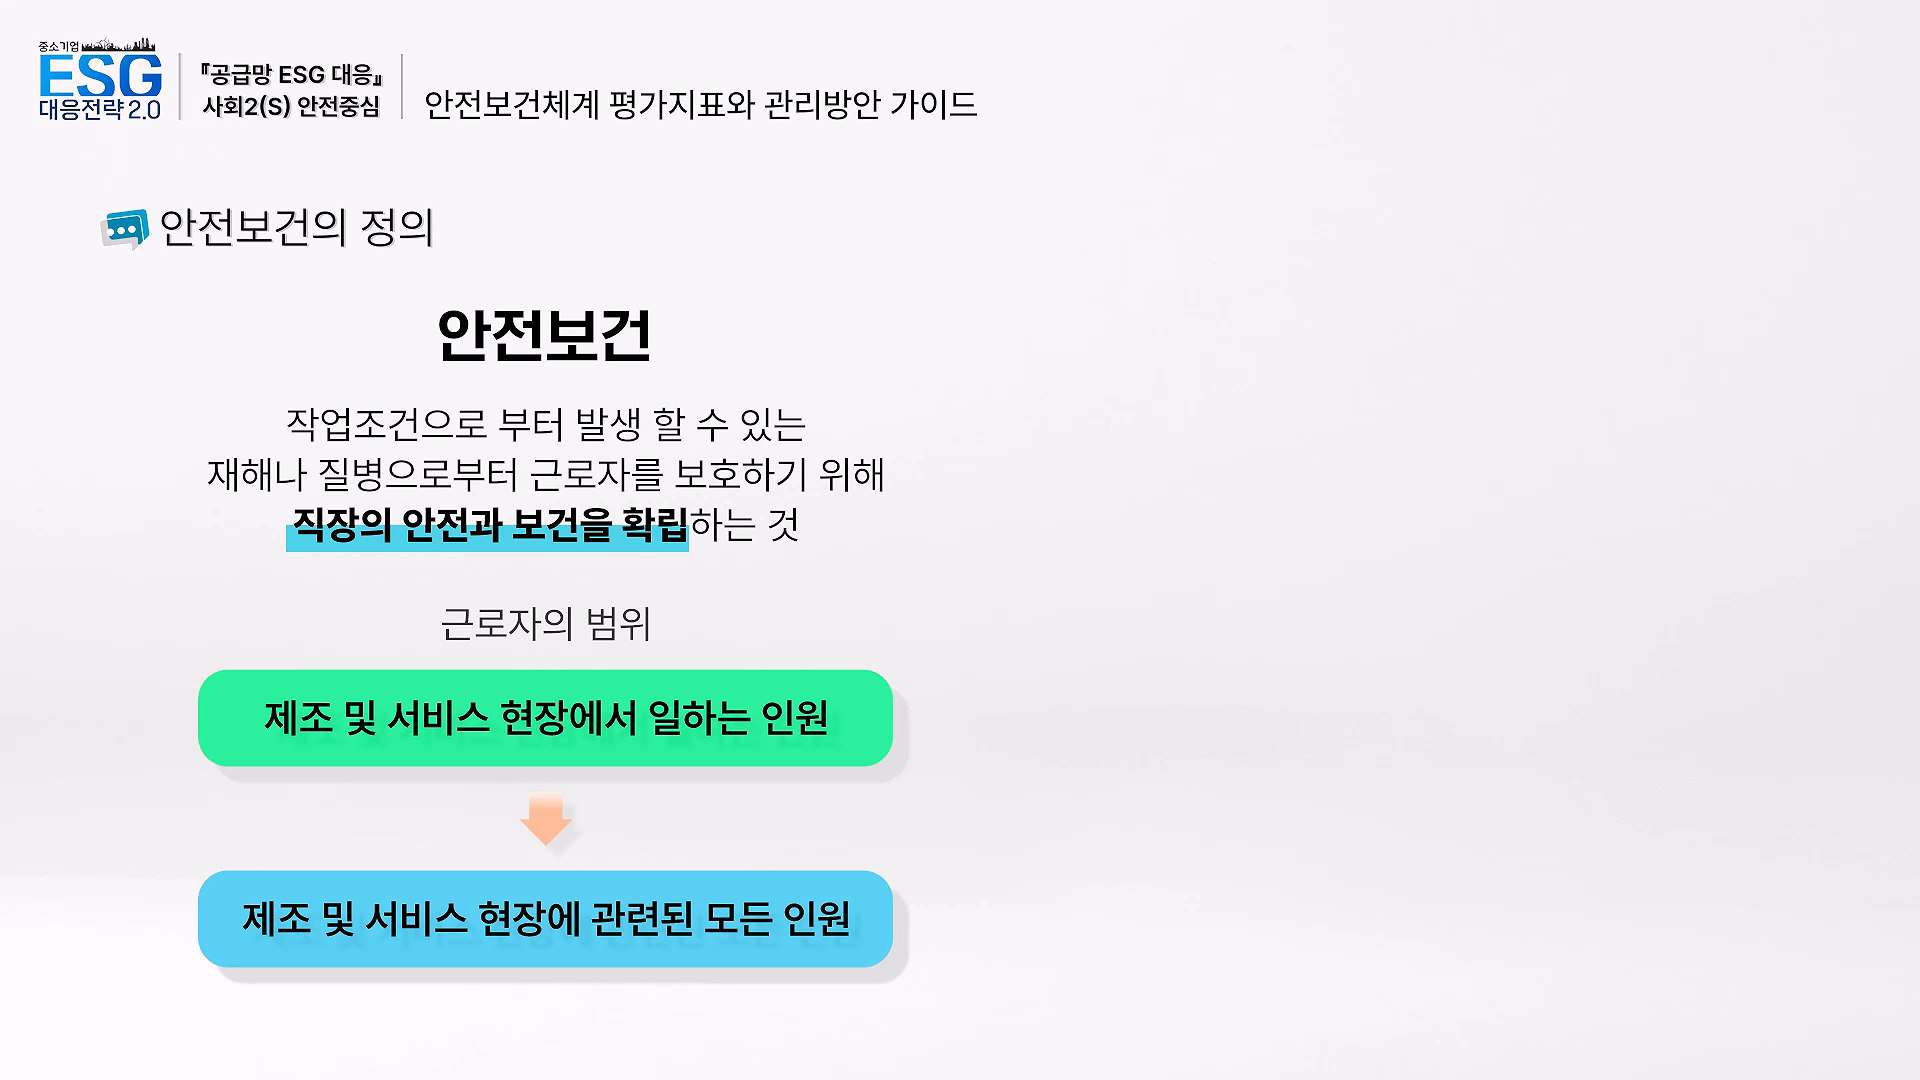 중소기업
ESG
대응전략 2.0
『공급망 ESG 대응』
사회2(S) 안전중심
안전보건체계 평가지표와 관리방안 가이드
안전보건의 정의
안전보건
작업조건으로 부터 발생 할 수 있는
재해나 질병으로부터 근로자를 보호하기 위해
직장의 안전과 보건을 확립하는 것
근로자의 범위
제조 및 서비스 현장에서 일하는 인원
제조 및 서비스 현장에 관련된 모든 인원